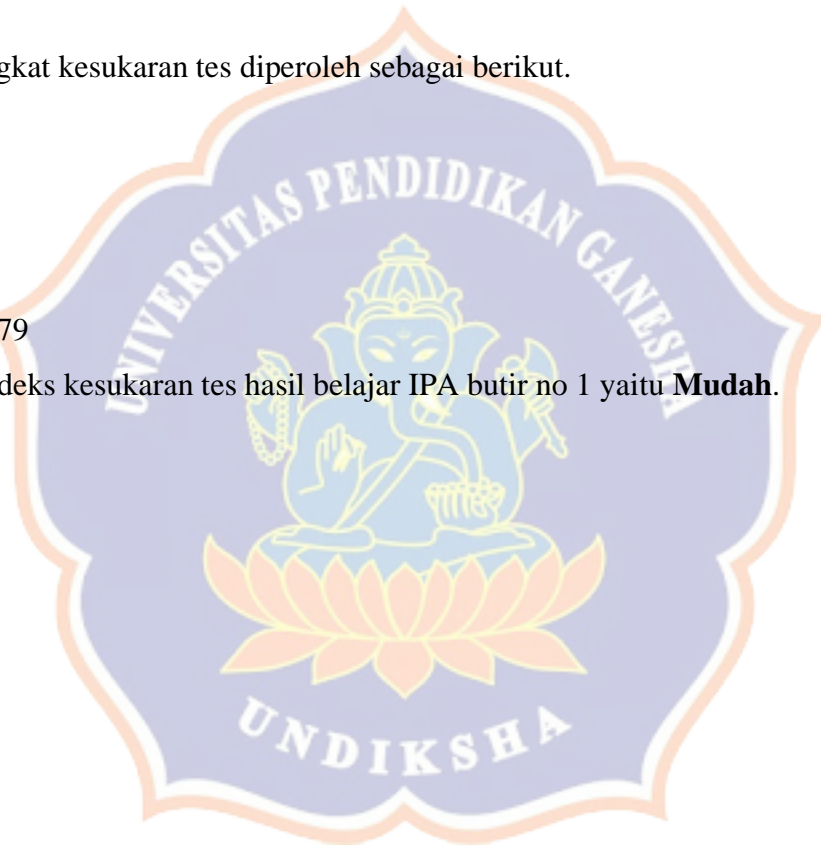 gkat kesukaran tes diperoleh sebagai berikut.
UNIVERSITAS PENDIDIKAN GANESHA
79
deks kesukaran tes hasil belajar IPA butir no 1 yaitu Mudah.
UNDIKSHA